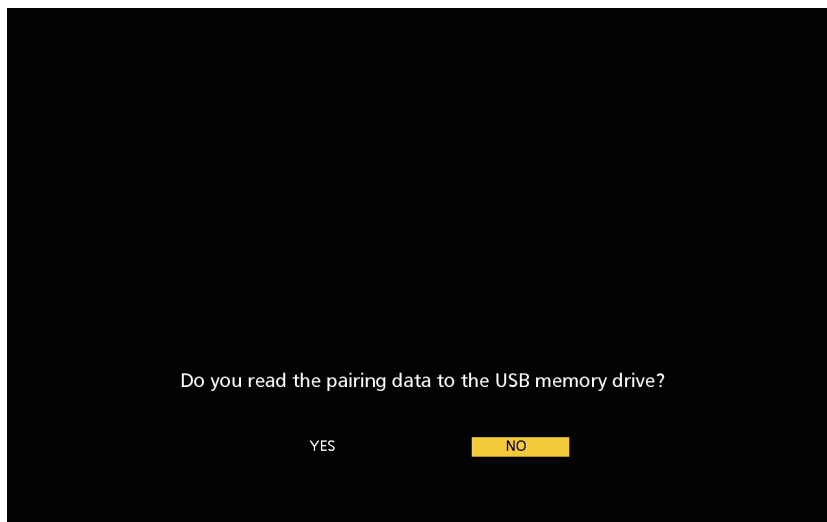 Do you read the pairing data to the USB memory drive?
YES NO